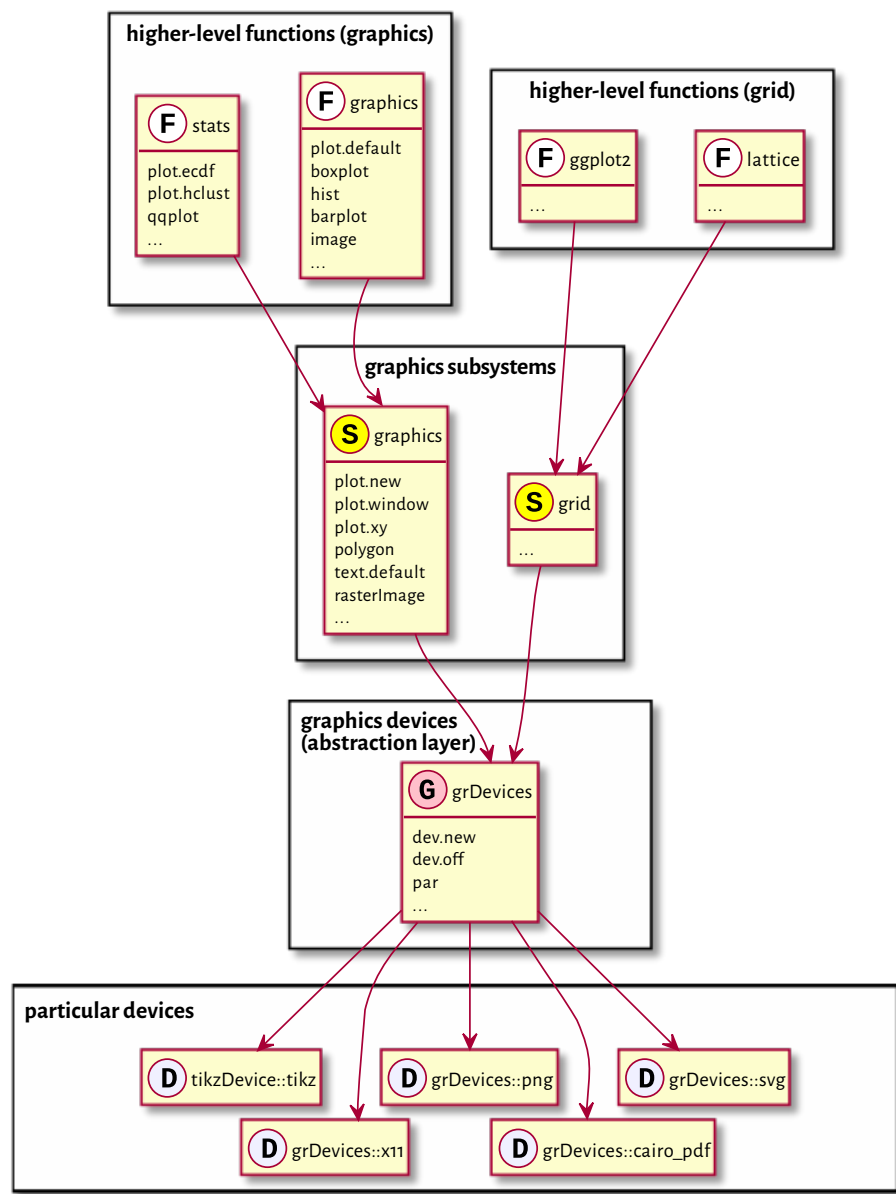 higher-level functions (graphics)
F stats
plot.ecdf
plot.hclust
qqplot
...
F graphics
plot.default
boxplot
hist
barplot
image
...
higher-level functions (grid)
F ggplot2
...
F lattice
...
graphics subsystems
S graphics
plot.new
plot.window
plot.xy
polygon
text.default
rasterImage
...
S grid
...
graphics devices
(abstraction layer)
G grDevices
dev.new
dev.off
par
...
particular devices
D tikzDevice::tikz
D grDevices::png
D grDevices::svg
D grDevices::x11
D grDevices::cairo_pdf